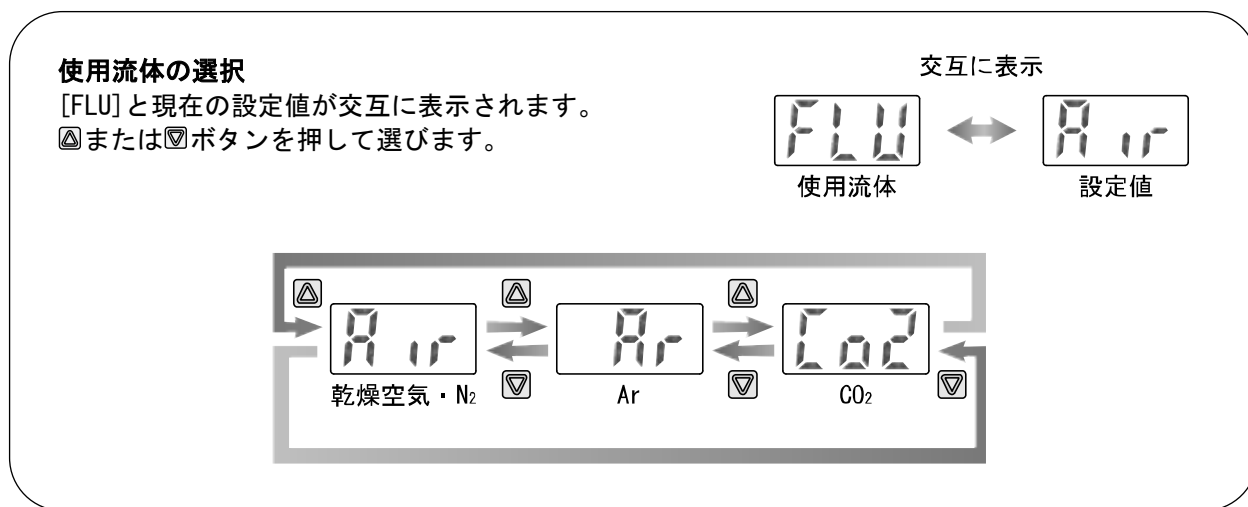 使用流体の選択
[FLU]と現在の設定値が交互に表示されます。
△または▽ボタンを押して選びます。
交互に表示
FLU Air
使用流体 設定値
△ △ △
Air Ar Co2
▽ ▽ ▽
乾燥空気・N₂ Ar CO₂